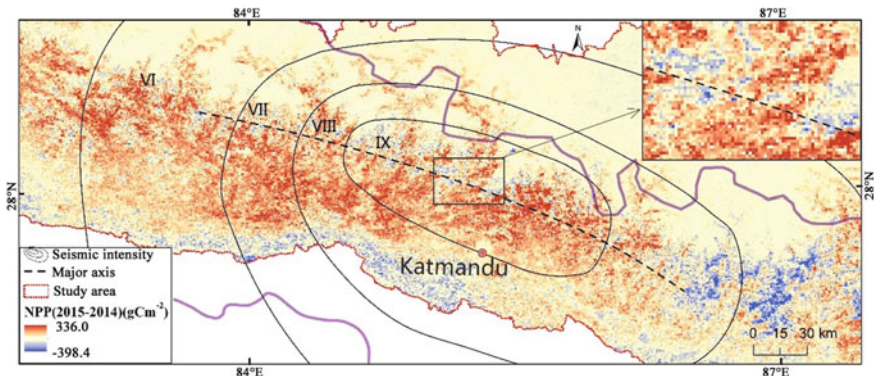 84°E
87°E
N
VI
VII
VIII
IX
28°N
28°N
Katmandu
Seismic intensity
Major axis
Study area
NPP(2015-2014)(gCm⁻²)
336.0
-398.4
0 15 30 km
84°E
87°E